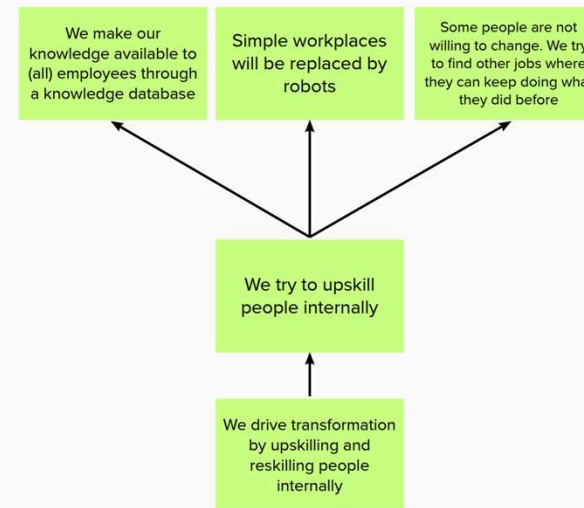 We make our
knowledge available to
(all) employees through
a knowledge database
Simple workplaces
will be replaced by
robots
Some people are not
willing to change. We try
to find other jobs where
they can keep doing what
they did before
We try to upskill
people internally
We drive transformation
by upskilling and
reskilling people
internally